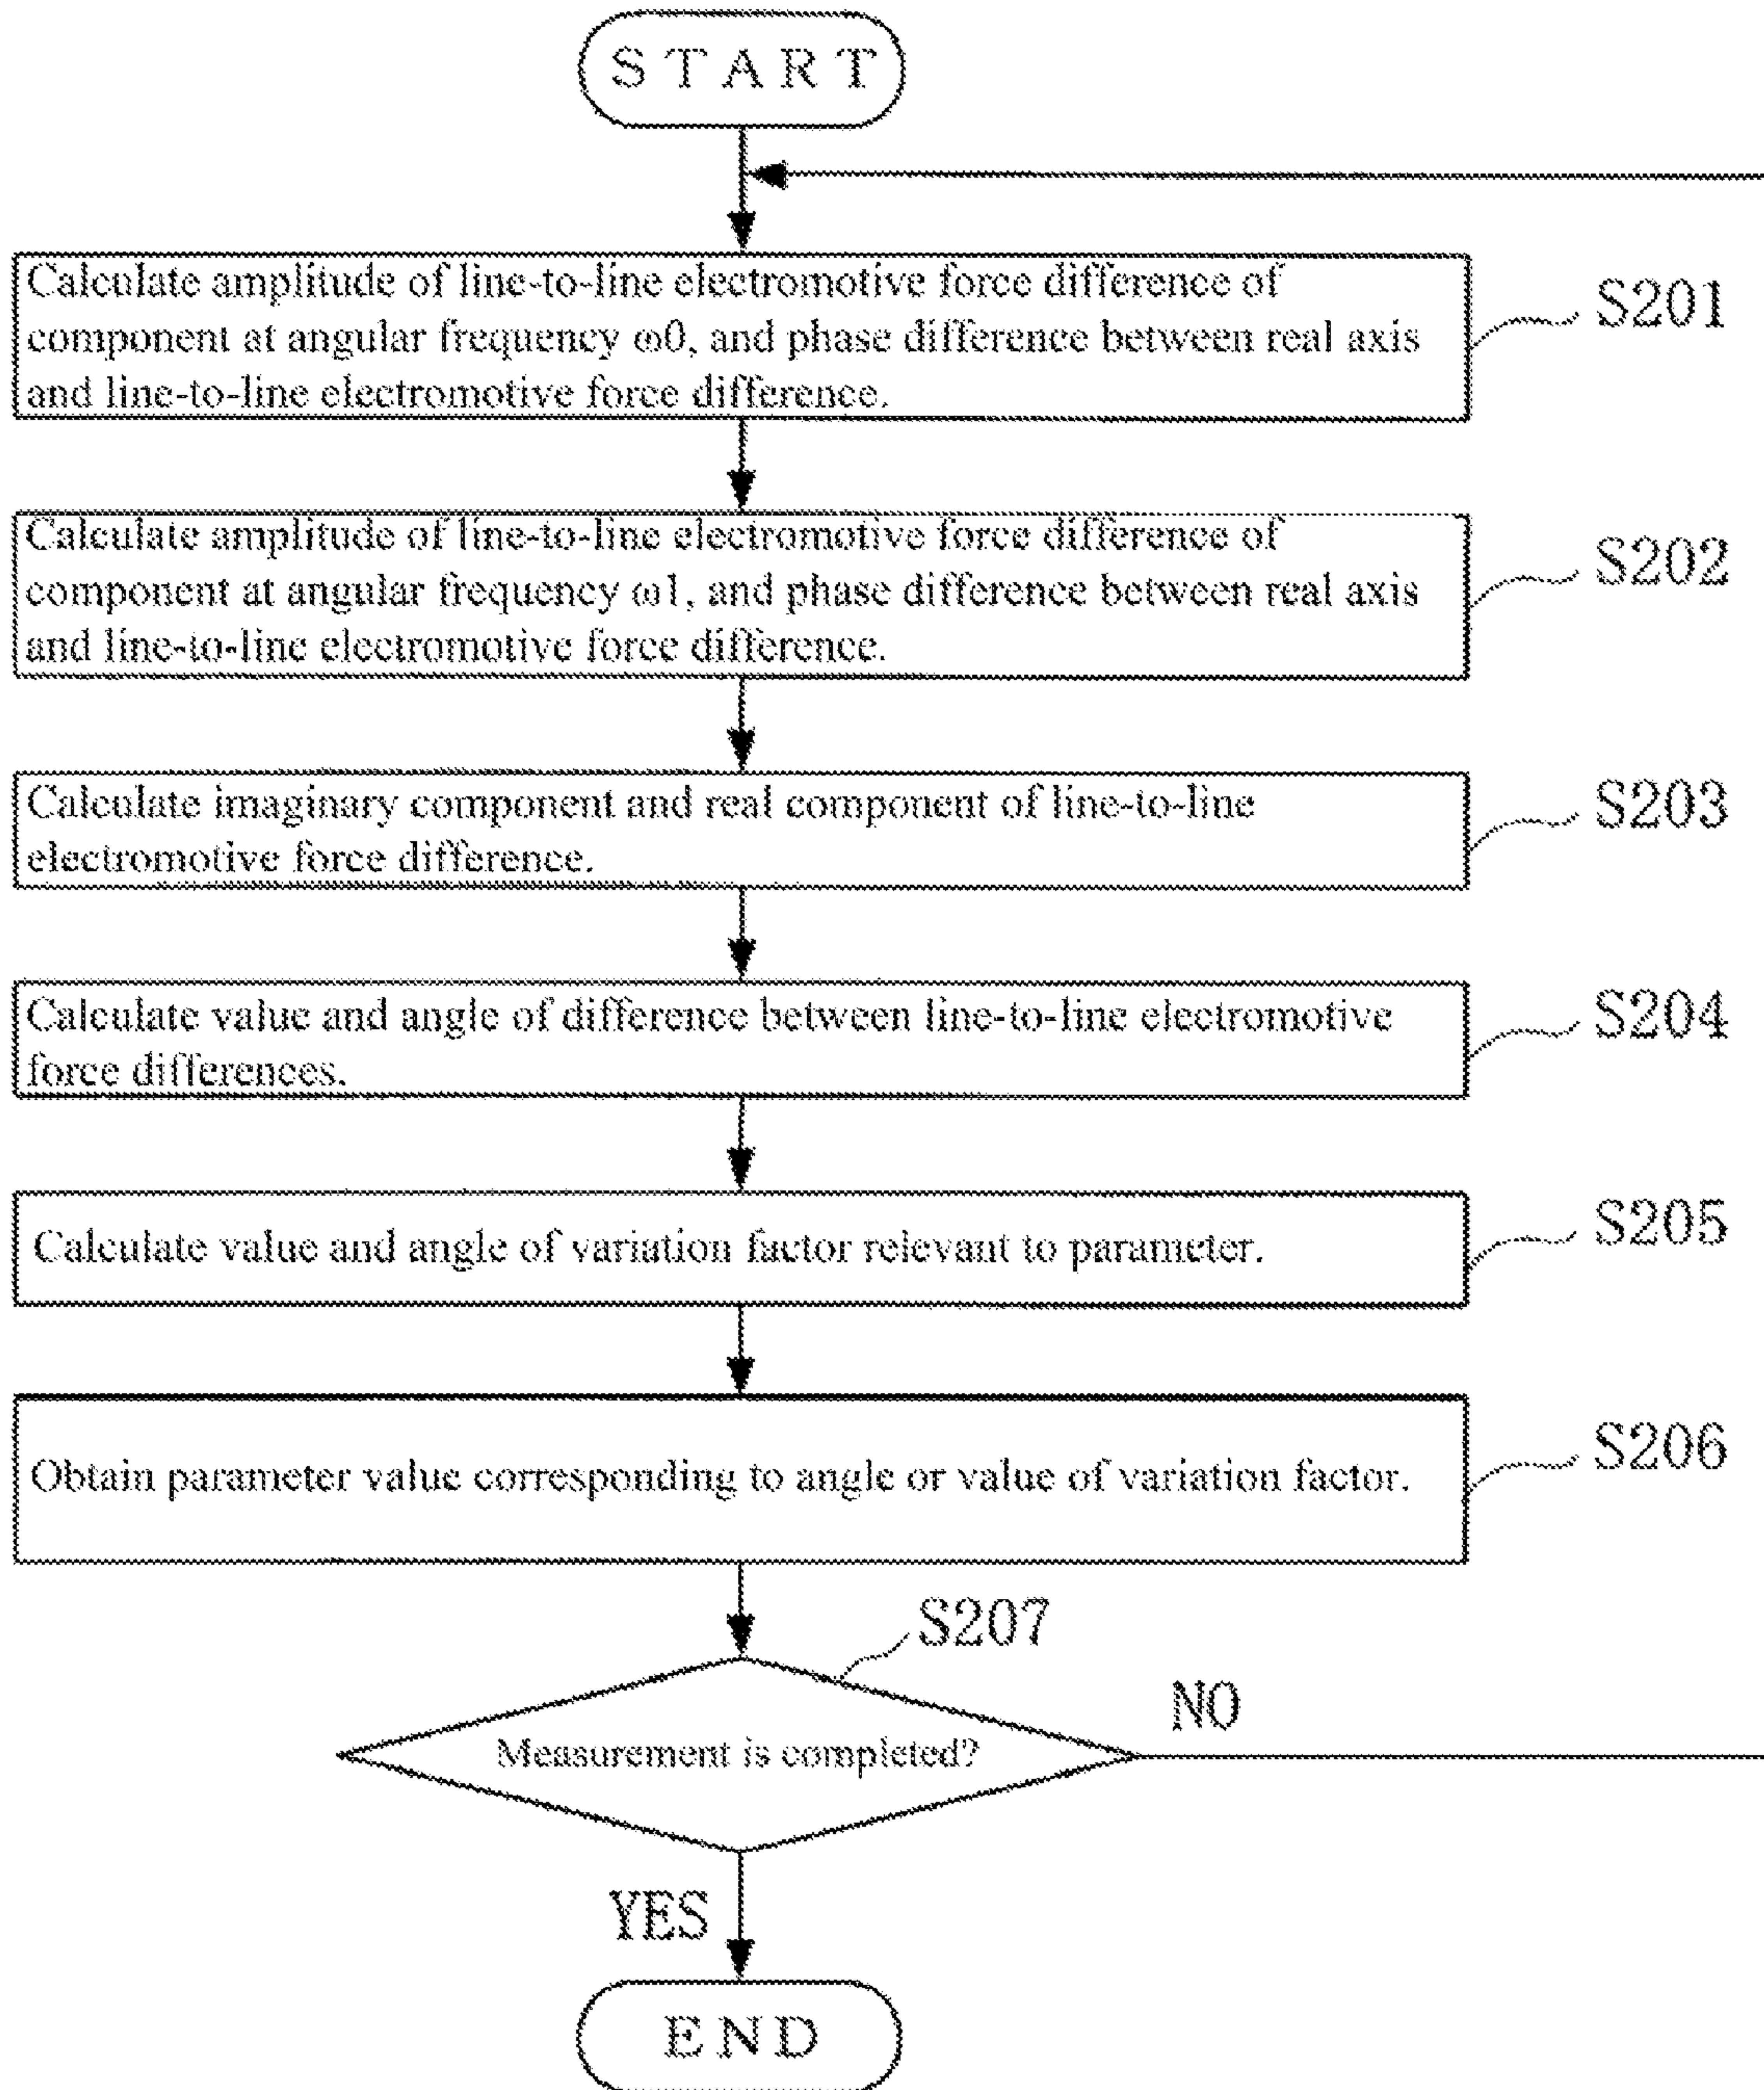 START
Calculate amplitude of line-to-line electromotive force difference of
component at angular frequency ω0, and phase difference between real axis
and line-to-line electromotive force difference.
S201
Calculate amplitude of line-to-line electromotive force difference of
component at angular frequency ω1, and phase difference between real axis
and line-to-line electromotive force difference.
S202
Calculate imaginary component and real component of line-to-line
electromotive force difference.
S203
Calculate value and angle of difference between line-to-line electromotive
force differences.
S204
Calculate value and angle of variation factor relevant to parameter.
S205
Obtain parameter value corresponding to angle or value of variation factor.
S206
S207
Measurement is completed?
NO
YES
END